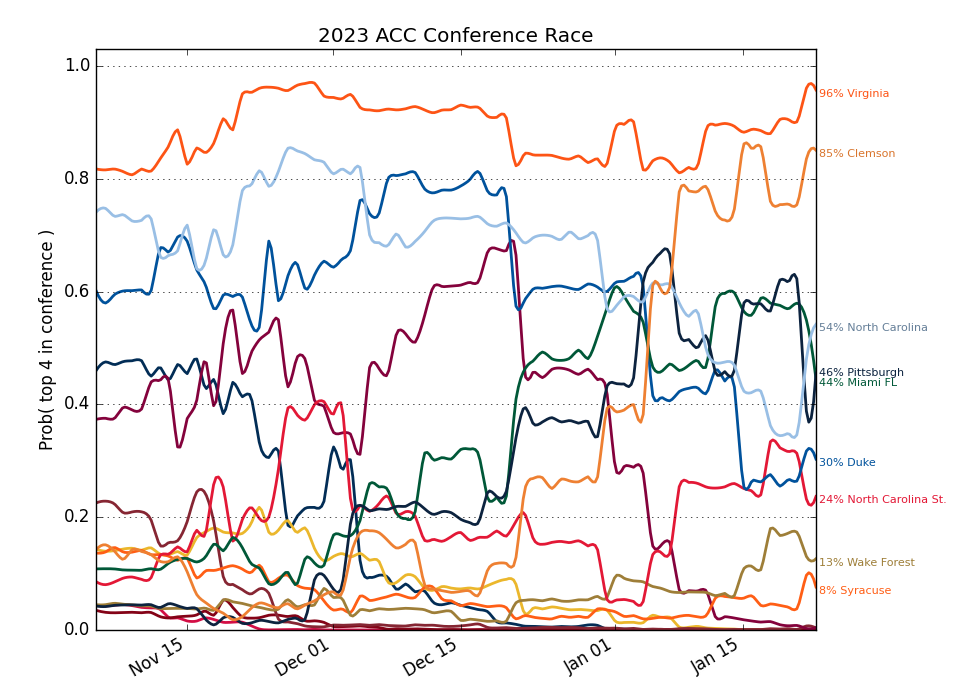 2023 ACC Conference Race
Prob( top 4 in conference )
1.0
0.8
0.6
0.4
0.2
0.0
Nov 15
Dec 01
Dec 15
Jan 01
Jan 15
96% Virginia
85% Clemson
54% North Carolina
46% Pittsburgh
44% Miami FL
30% Duke
24% North Carolina St.
13% Wake Forest
8% Syracuse